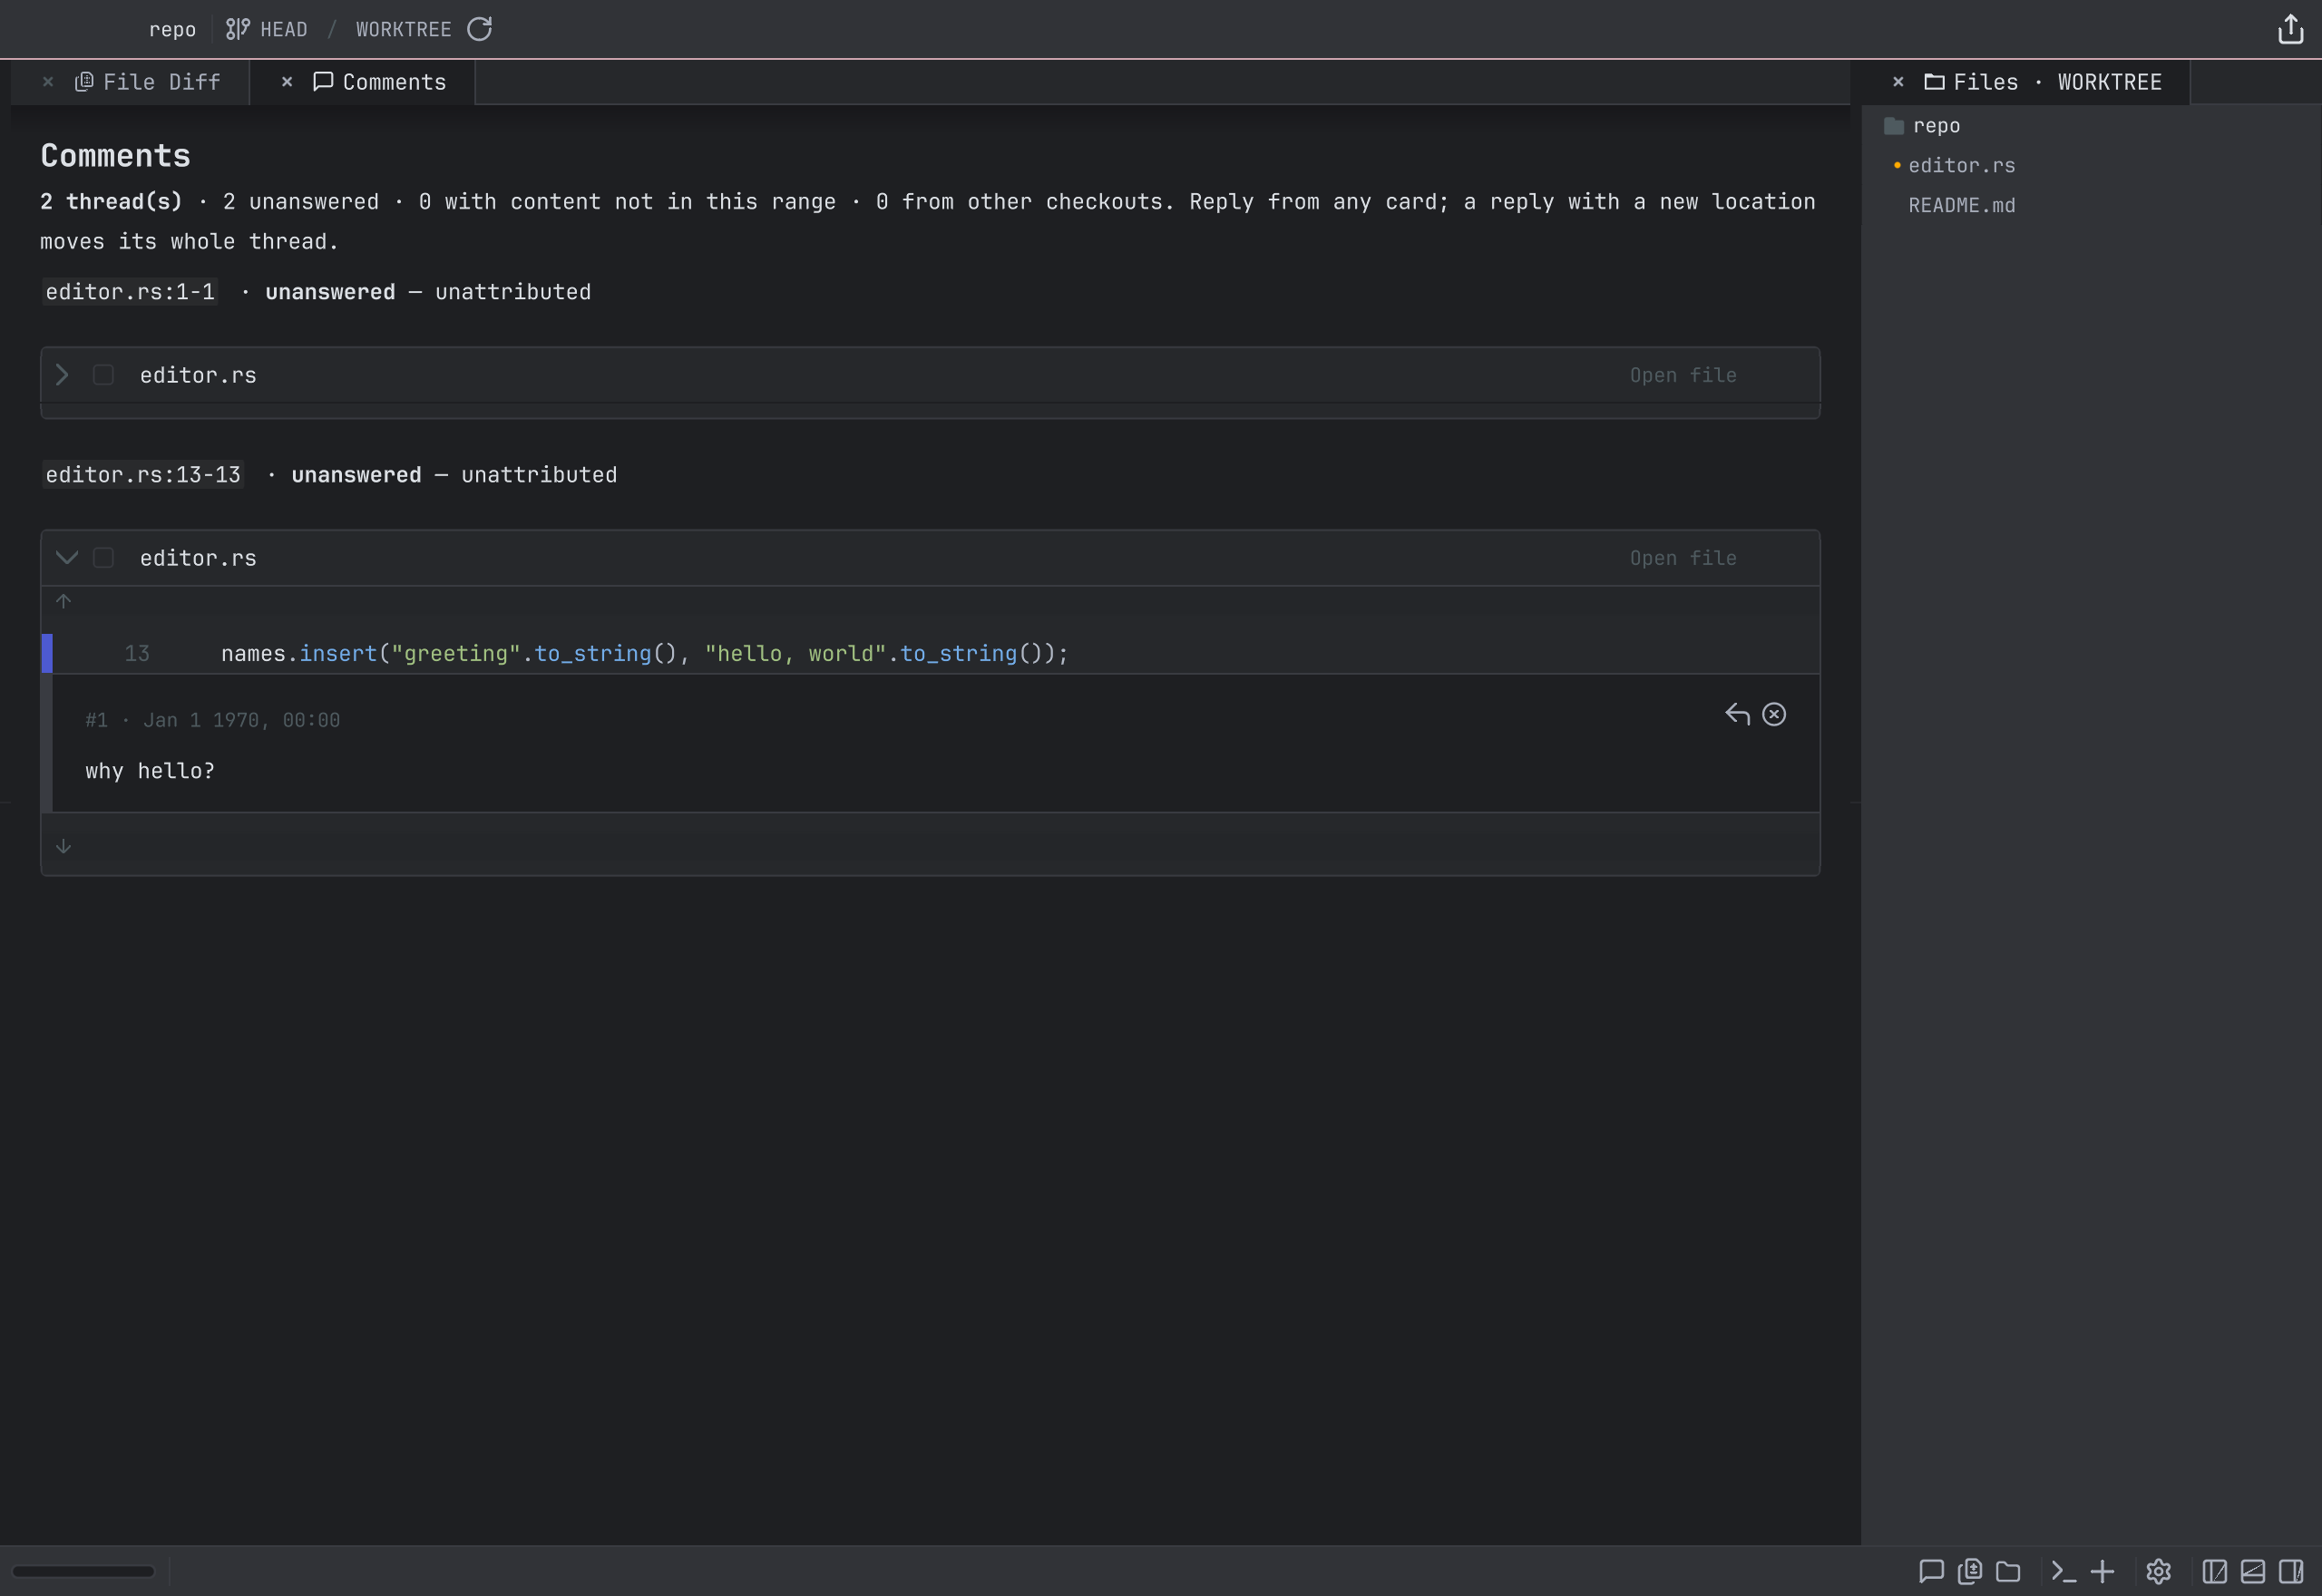 repo HEAD / WORKTREE
× File Diff × Comments
× Files · WORKTREE
repo
editor.rs
README.md
Comments
2 thread(s) · 2 unanswered · 0 with content not in this range · 0 from other checkouts. Reply from any card; a reply with a new location
moves its whole thread.
editor.rs:1-1 · unanswered — unattributed
editor.rs Open file
editor.rs:13-13 · unanswered — unattributed
editor.rs Open file
13 names.insert("greeting".to_string(), "hello, world".to_string());
#1 · Jan 1 1970, 00:00
why hello?